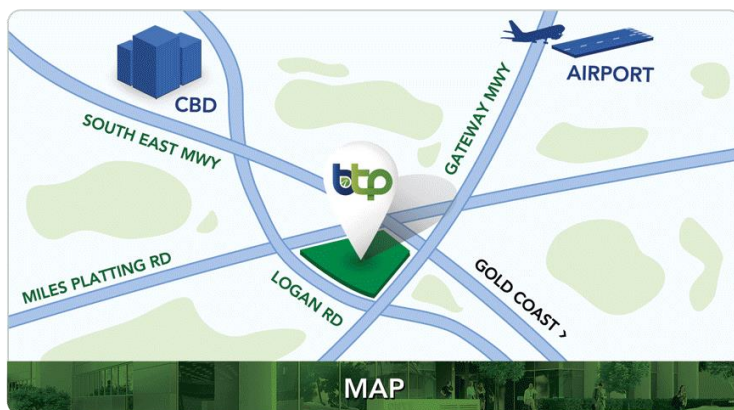 CBD
AIRPORT
SOUTH EAST MWY
GATEWAY MWY
btp
MILES PLATTING RD
LOGAN RD
GOLD COAST >
MAP